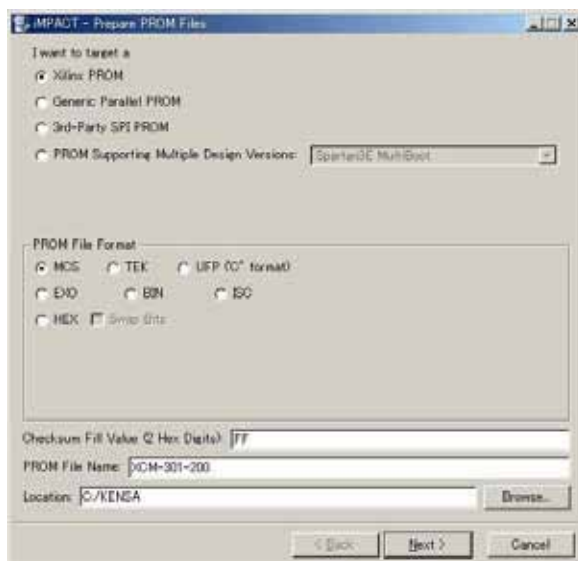 iMPACT - Prepare PROM Files
I want to target a
Xilinx PROM
Generic Parallel PROM
3rd-Party SPI PROM
PROM Supporting Multiple Design Versions: Spartan3E MultiBoot
PROM File Format
MCS TEK UFP ("C" format)
EXO BIN ISC
HEX Swap Bits
Checksum Fill Value (2 Hex Digits): FF
PROM File Name: XCM-301-200
Location: C:/KENSA Browse...
< Back Next > Cancel